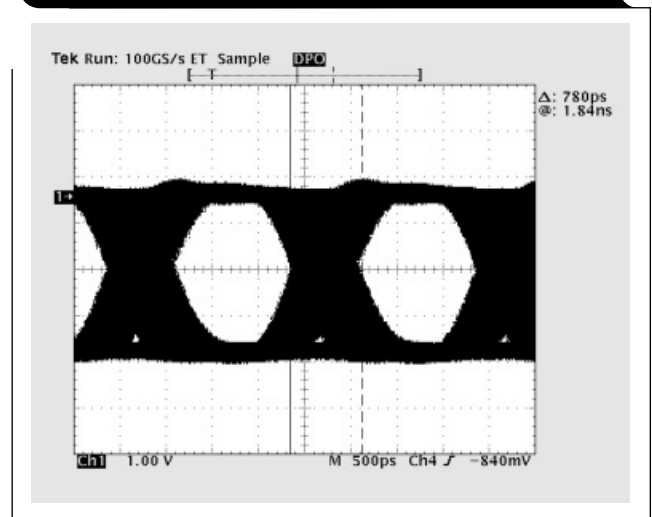 Tek Run: 100GS/s ET Sample DPO
[ T ]
Δ: 780ps
@: 1.84ns
1→
Ch1 1.00 V M 500ps Ch4 ∫ -840mV